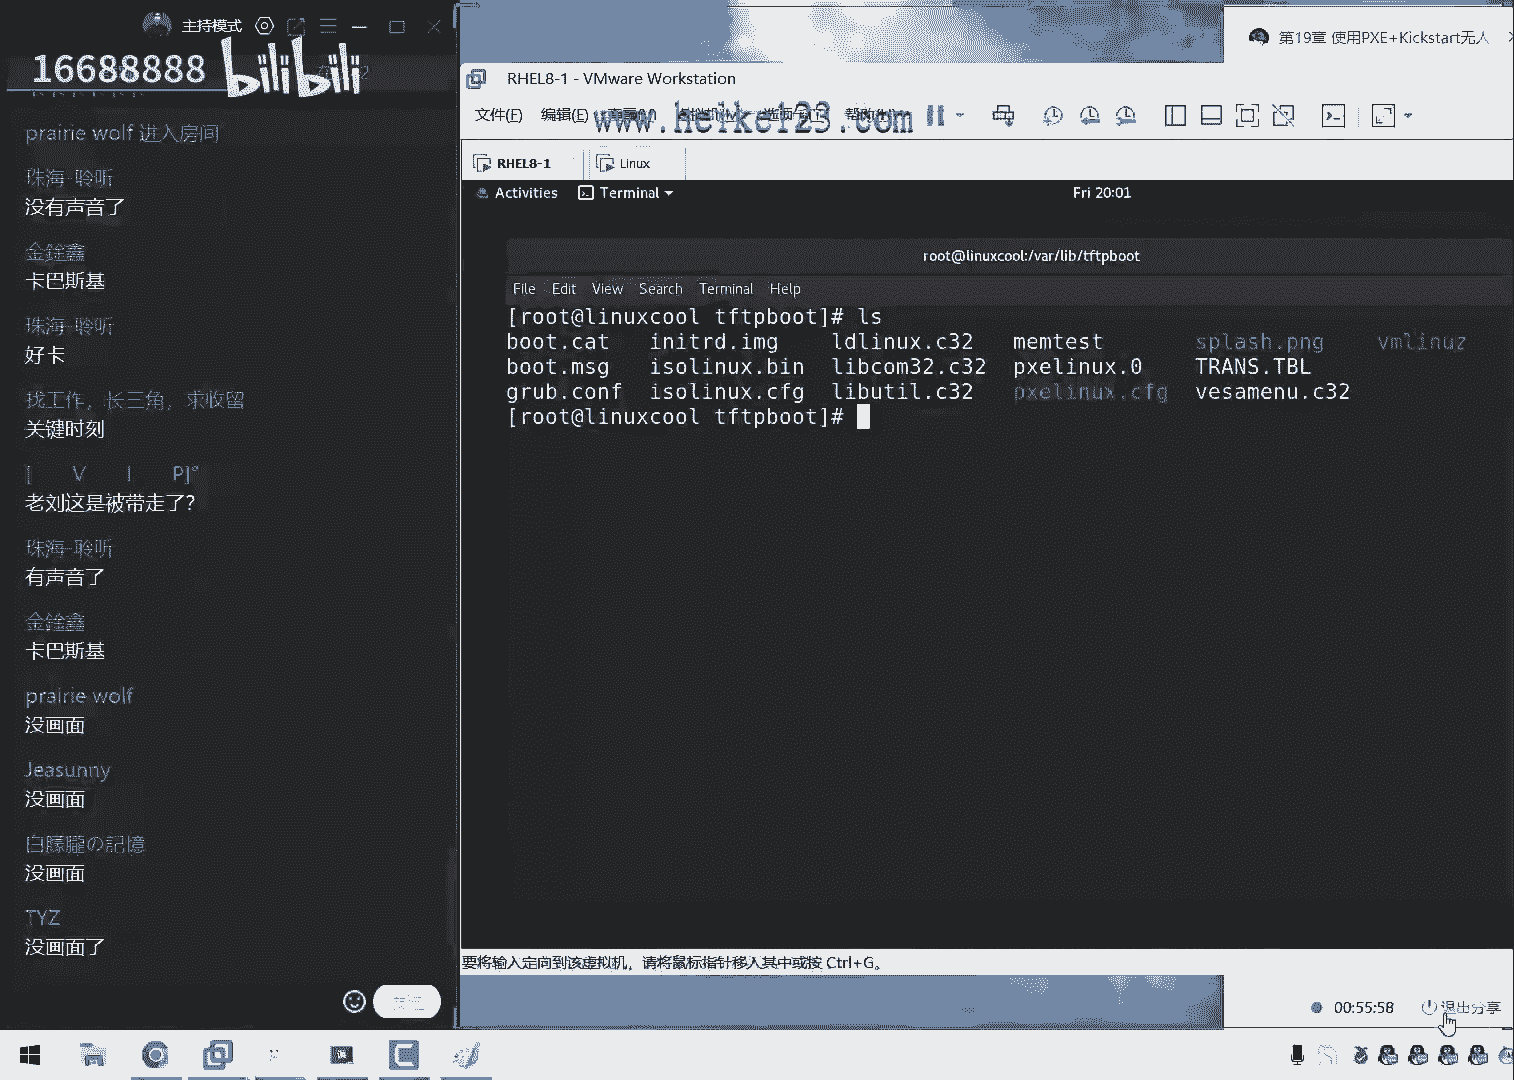 主持模式
16688888 bilibili
prairie wolf 进入房间
珠海-聆听
没有声音了
金銓鑫
卡巴斯基
珠海-聆听
好卡
找工作，长三角，求收留
关键时刻
[ V I P]°
老刘这是被带走了？
珠海-聆听
有声音了
金銓鑫
卡巴斯基
prairie wolf
没画面
Jeasunny
没画面
白朦朧の記憶
没画面
TYZ
没画面了
第19章 使用PXE+Kickstart无人
RHEL8-1 - VMware Workstation
文件(F) 编辑(E)
www.heike123.com
RHEL8-1 Linux
Activities Terminal Fri 20:01
root@linuxcool:/var/lib/tftpboot
File Edit View Search Terminal Help
[root@linuxcool tftpboot]# ls
boot.cat initrd.img ldlinux.c32 memtest splash.png vmlinuz
boot.msg isolinux.bin libcom32.c32 pxelinux.0 TRANS.TBL
grub.conf isolinux.cfg libutil.c32 pxelinux.cfg vesamenu.c32
[root@linuxcool tftpboot]#
要将输入定向到该虚拟机，请将鼠标指针移入其中或按 Ctrl+G。
00:55:58 退出分享